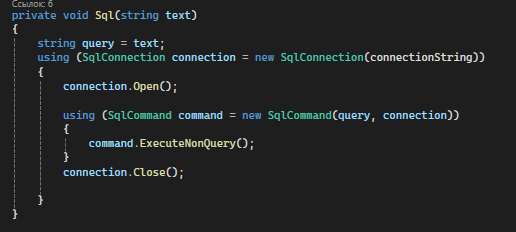 Ссылок: 6
private void Sql(string text)
{
    string query = text;
    using (SqlConnection connection = new SqlConnection(connectionString))
    {
        connection.Open();

        using (SqlCommand command = new SqlCommand(query, connection))
        {
            command.ExecuteNonQuery();
        }
        connection.Close();

    }
}